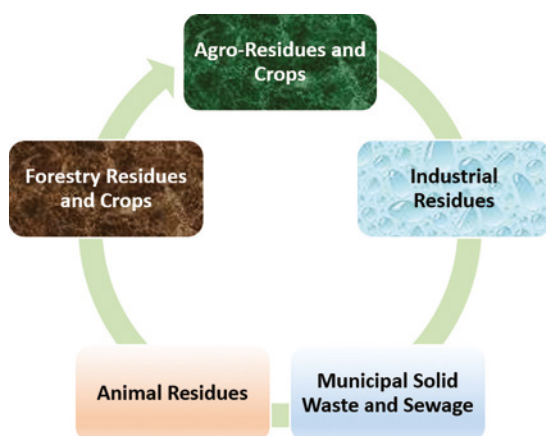 Agro-Residues and
Crops
Industrial
Residues
Municipal Solid
Waste and Sewage
Animal Residues
Forestry Residues
and Crops